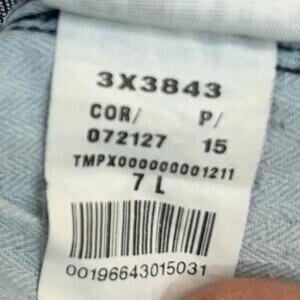 3X3843
COR/ P/
072127 15
TMPX000000001211
7 L
00196643015031